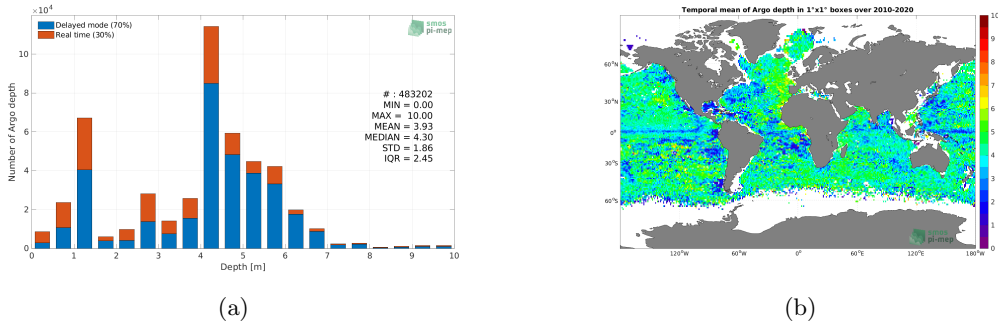 ×10⁴
Delayed mode (70%)
Real time (30%)
smos
pi-mep
# : 483202
MIN = 0.00
MAX = 10.00
MEAN = 3.93
MEDIAN = 4.30
STD = 1.86
IQR = 2.45
Number of Argo depth
12
10
8
6
4
2
0
0 1 2 3 4 5 6 7 8 9 10
Depth [m]
(a)
Temporal mean of Argo depth in 1°x1° boxes over 2010-2020
60°N
30°N
0°
30°S
60°S
120°W 60°W 0° 60°E 120°E 180°W
smos
pi-mep
10
9
8
7
6
5
4
3
2
1
0
(b)